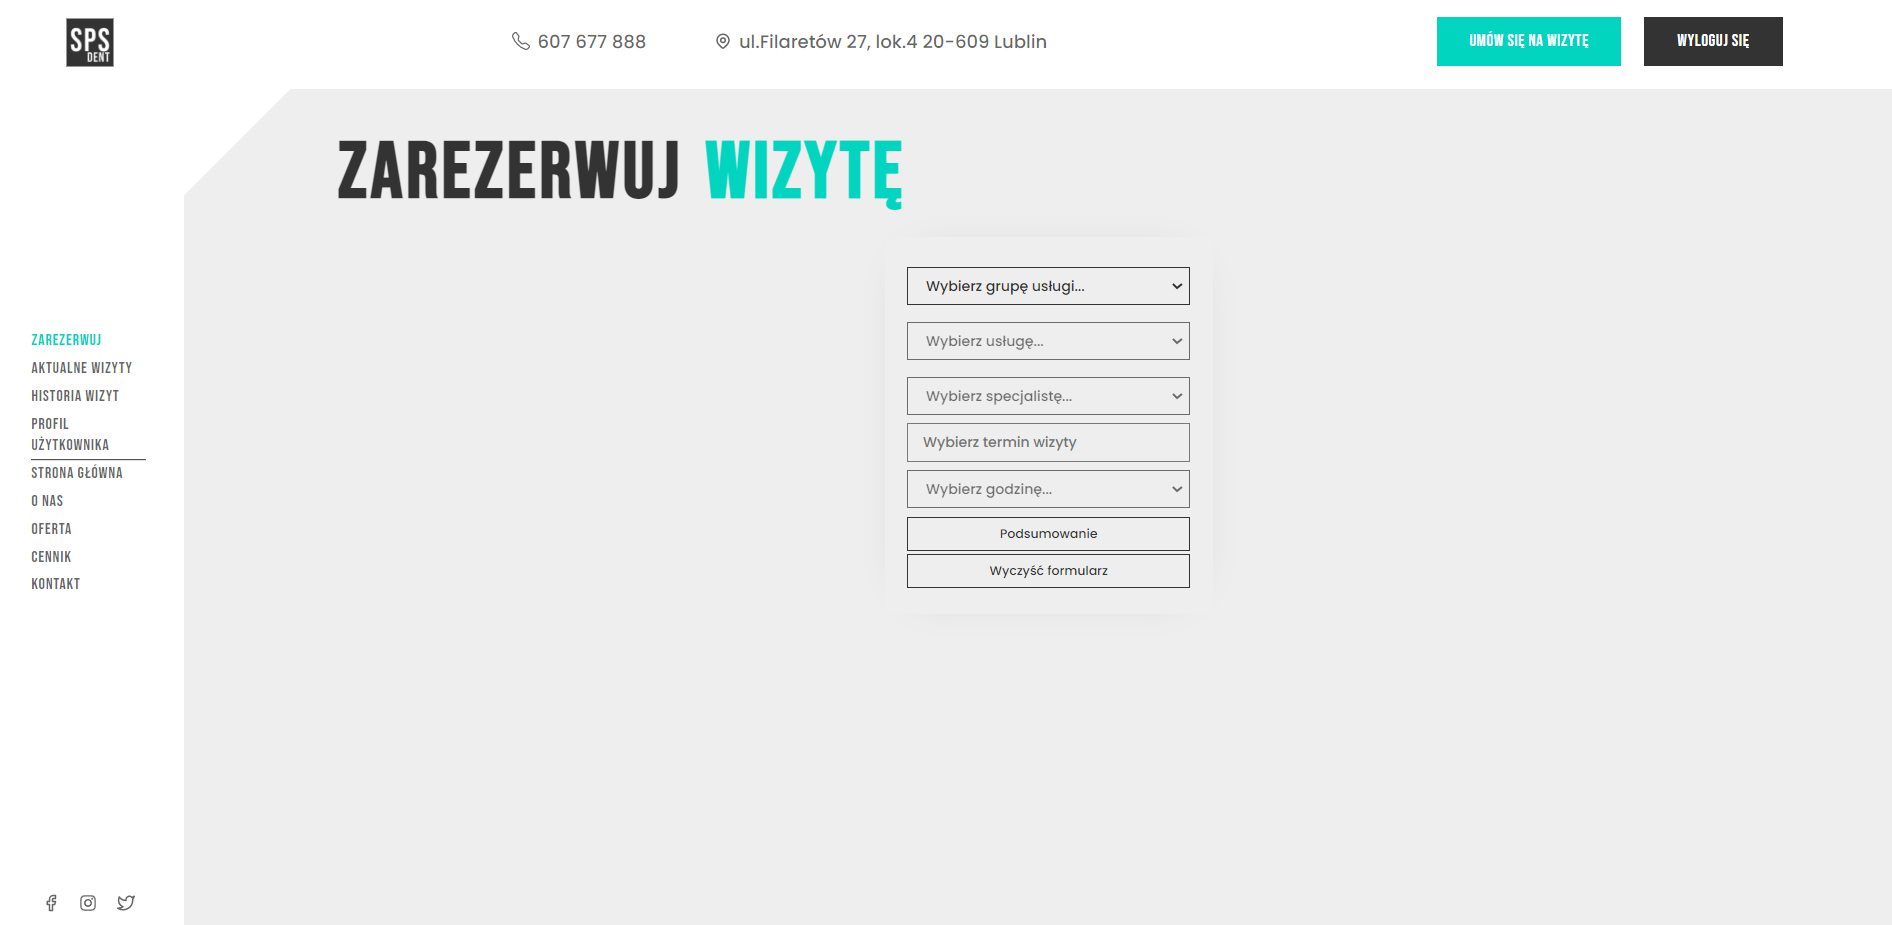 SPS
DENT
607 677 888
ul.Filaretów 27, lok.4 20-609 Lublin
UMÓW SIĘ NA WIZYTĘ
WYLOGUJ SIĘ
ZAREZERWUJ WIZYTĘ
Wybierz grupę usługi...
Wybierz usługę...
Wybierz specjalistę...
Wybierz termin wizyty
Wybierz godzinę...
Podsumowanie
Wyczyść formularz
ZAREZERWUJ
AKTUALNE WIZYTY
HISTORIA WIZYT
PROFIL
UŻYTKOWNIKA
STRONA GŁÓWNA
O NAS
OFERTA
CENNIK
KONTAKT